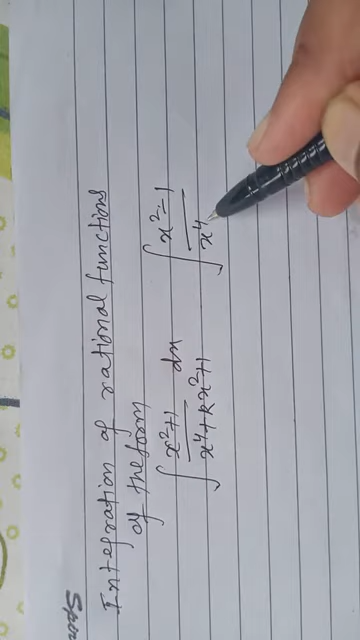 Integration of rational functions
of the form
∫ x²+1 / x⁴+kx²+1 dx ∫ x²-1 / x⁴